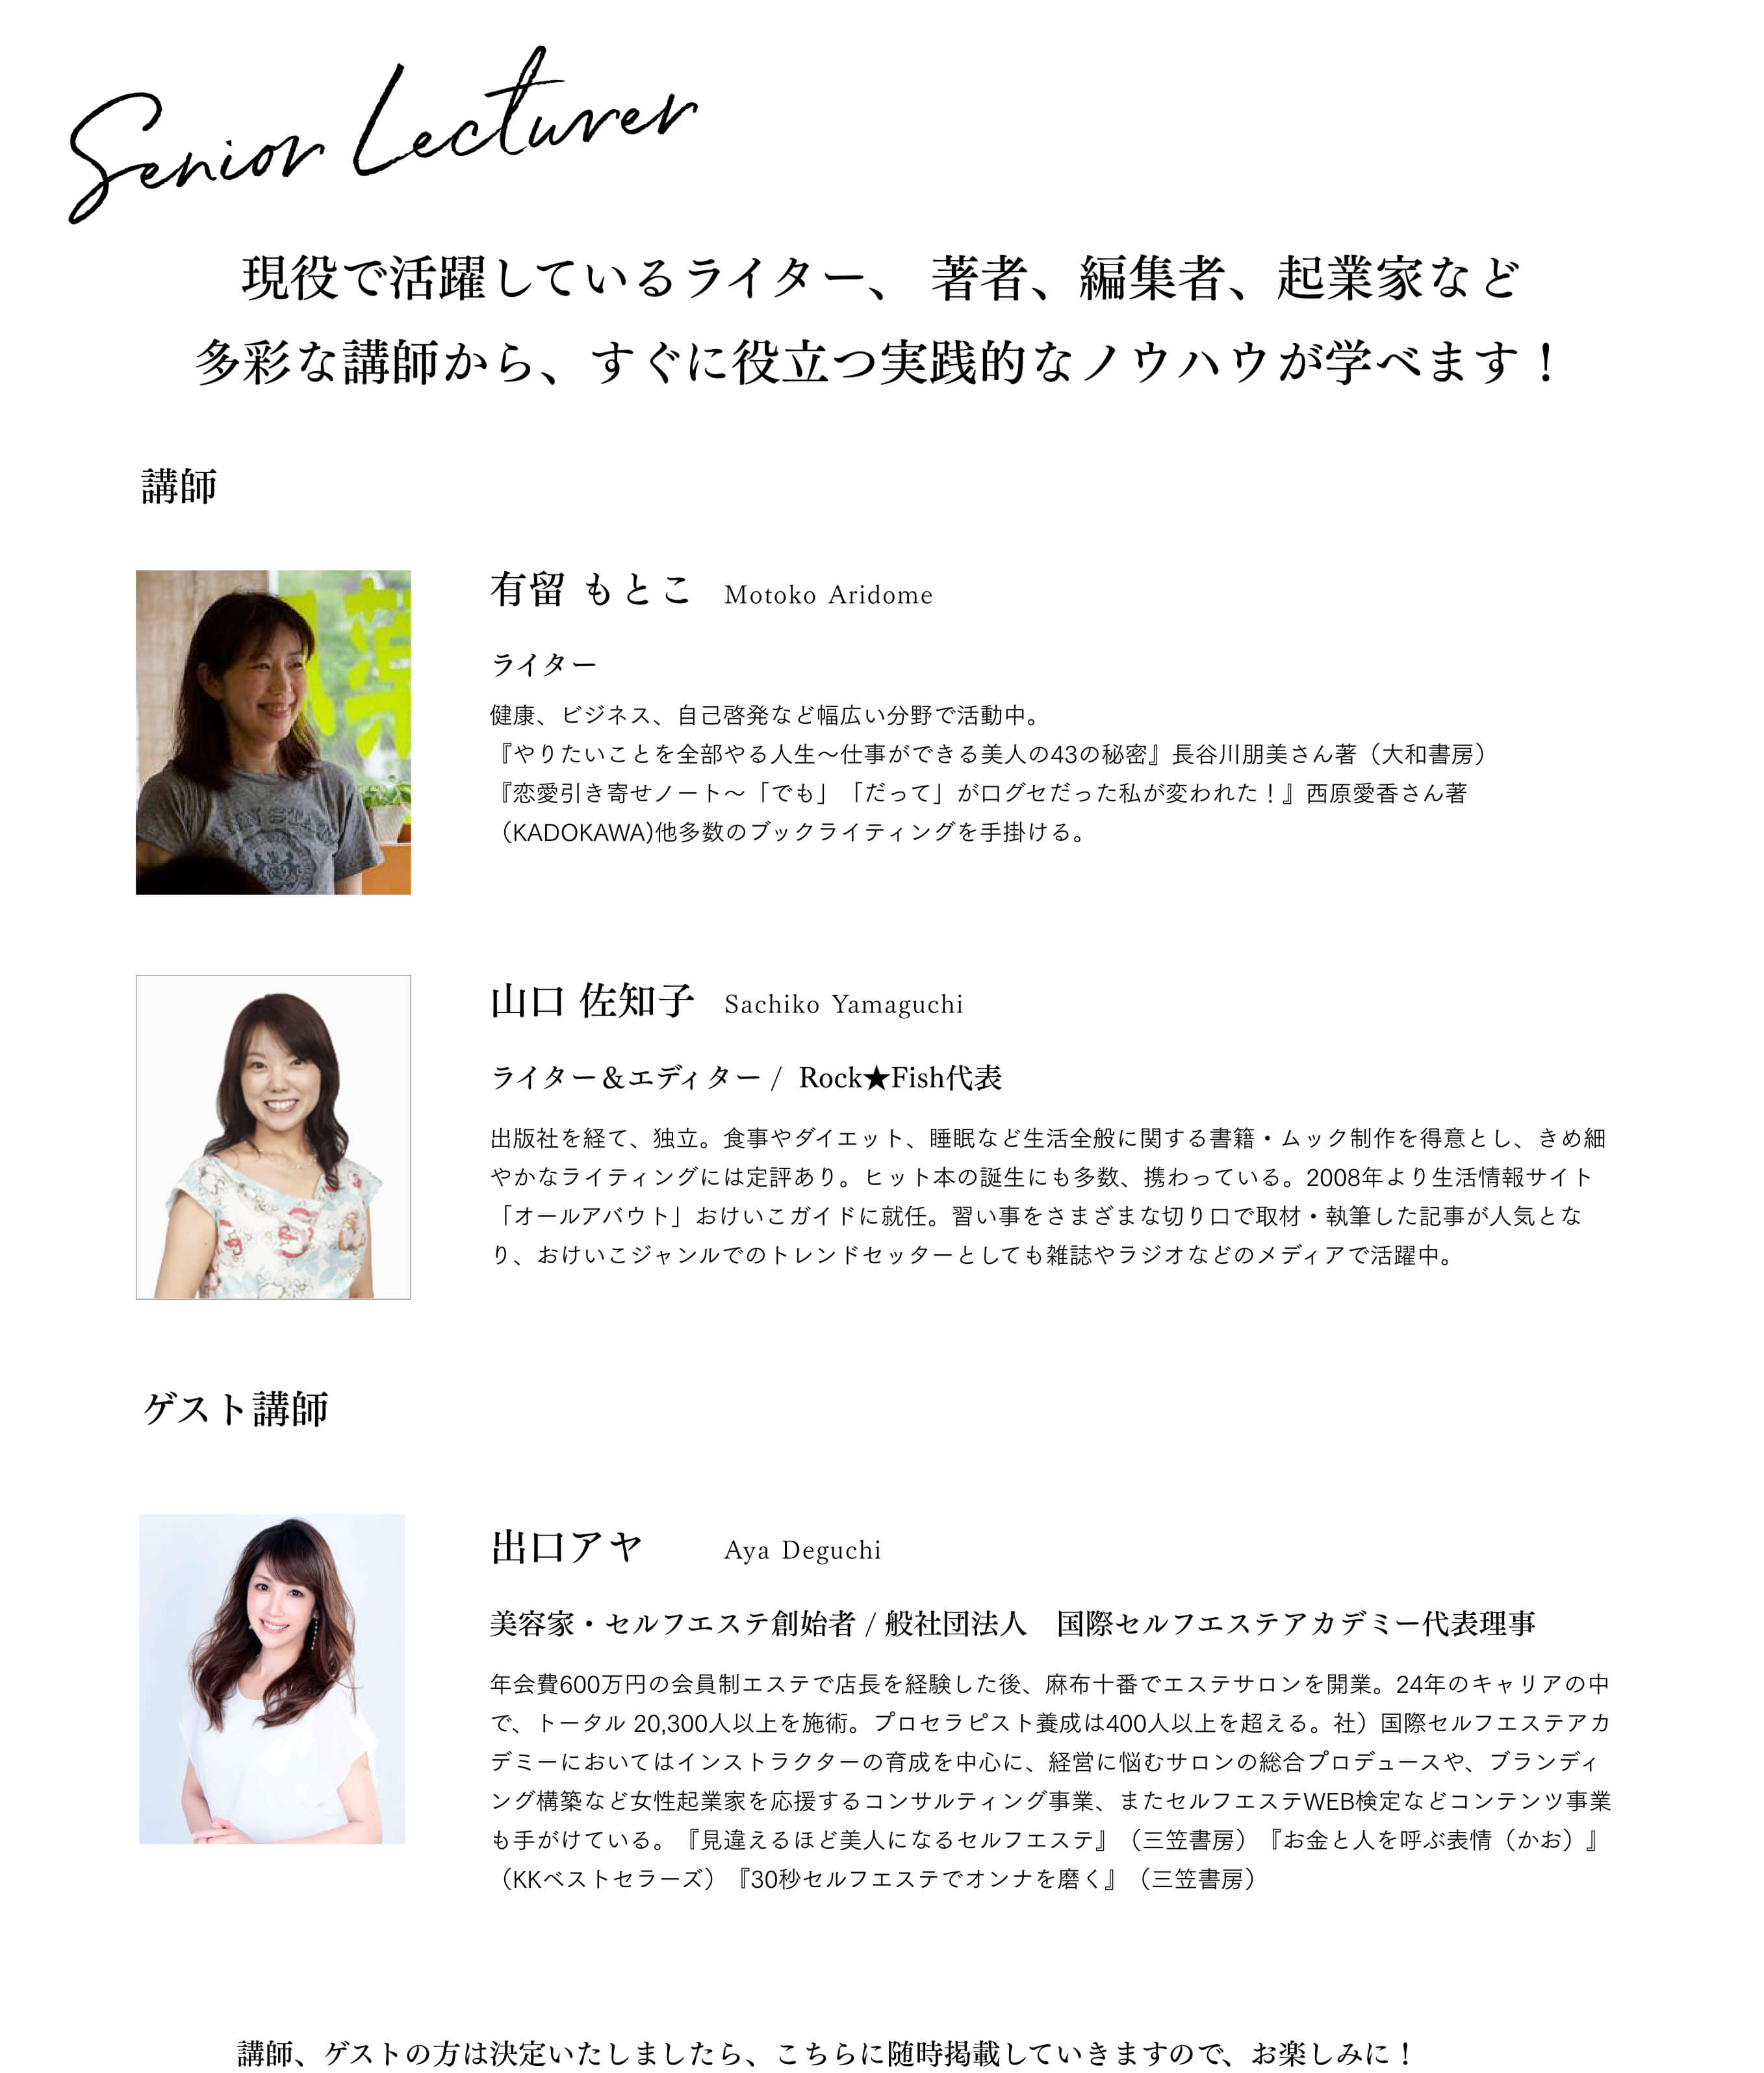 Senior Lecturer
現役で活躍しているライター、 著者、編集者、起業家など
多彩な講師から、すぐに役立つ実践的なノウハウが学べます！
講師
有留 もとこ Motoko Aridome
ライター
健康、ビジネス、自己啓発など幅広い分野で活動中。
『やりたいことを全部やる人生〜仕事ができる美人の43の秘密』長谷川朋美さん著（大和書房）
『恋愛引き寄せノート〜「でも」「だって」が口グセだった私が変われた！』西原愛香さん著
（KADOKAWA)他多数のブックライティングを手掛ける。
山口 佐知子 Sachiko Yamaguchi
ライター＆エディター / Rock★Fish代表
出版社を経て、独立。食事やダイエット、睡眠など生活全般に関する書籍・ムック制作を得意とし、きめ細
やかなライティングには定評あり。ヒット本の誕生にも多数、携わっている。2008年より生活情報サイト
「オールアバウト」おけいこガイドに就任。習い事をさまざまな切り口で取材・執筆した記事が人気とな
り、おけいこジャンルでのトレンドセッターとしても雑誌やラジオなどのメディアで活躍中。
ゲスト講師
出口アヤ Aya Deguchi
美容家・セルフエステ創始者 / 般社団法人　国際セルフエステアカデミー代表理事
年会費600万円の会員制エステで店長を経験した後、麻布十番でエステサロンを開業。24年のキャリアの中
で、トータル 20,300人以上を施術。プロセラピスト養成は400人以上を超える。社）国際セルフエステアカ
デミーにおいてはインストラクターの育成を中心に、経営に悩むサロンの総合プロデュースや、ブランディ
ング構築など女性起業家を応援するコンサルティング事業、またセルフエステWEB検定などコンテンツ事業
も手がけている。『見違えるほど美人になるセルフエステ』（三笠書房）『お金と人を呼ぶ表情（かお）』
（KKベストセラーズ）『30秒セルフエステでオンナを磨く』（三笠書房）
講師、ゲストの方は決定いたしましたら、こちらに随時掲載していきますので、お楽しみに！